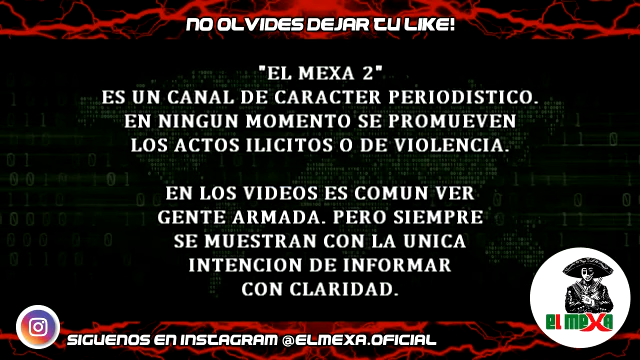 NO OLVIDES DEJAR TU LIKE!
"EL MEXA 2"
ES UN CANAL DE CARACTER PERIODISTICO.
EN NINGUN MOMENTO SE PROMUEVEN
LOS ACTOS ILICITOS O DE VIOLENCIA.
EN LOS VIDEOS ES COMUN VER
GENTE ARMADA. PERO SIEMPRE
SE MUESTRAN CON LA UNICA
INTENCION DE INFORMAR
CON CLARIDAD.
EL MEXA
SIGUENOS EN INSTAGRAM @ELMEXA.OFICIAL